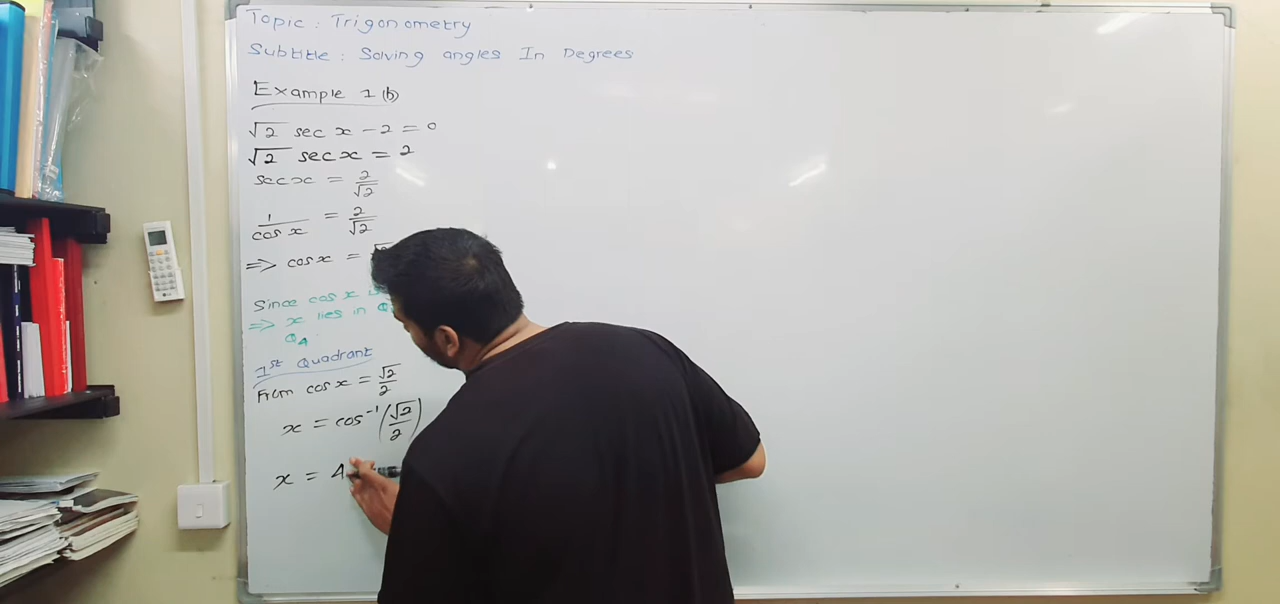 Topic : Trigonometry
Subtitle : Solving angles In Degrees
Example 1 (b)
√2 sec x - 2 = 0
√2 sec x = 2
sec x = 2/√2
1/cos x = 2/√2
=> cos x =
Since cos x
=> x lies in
Q4
1st Quadrant
From cos x = √2/2
x = cos⁻¹(√2/2)
x = 4